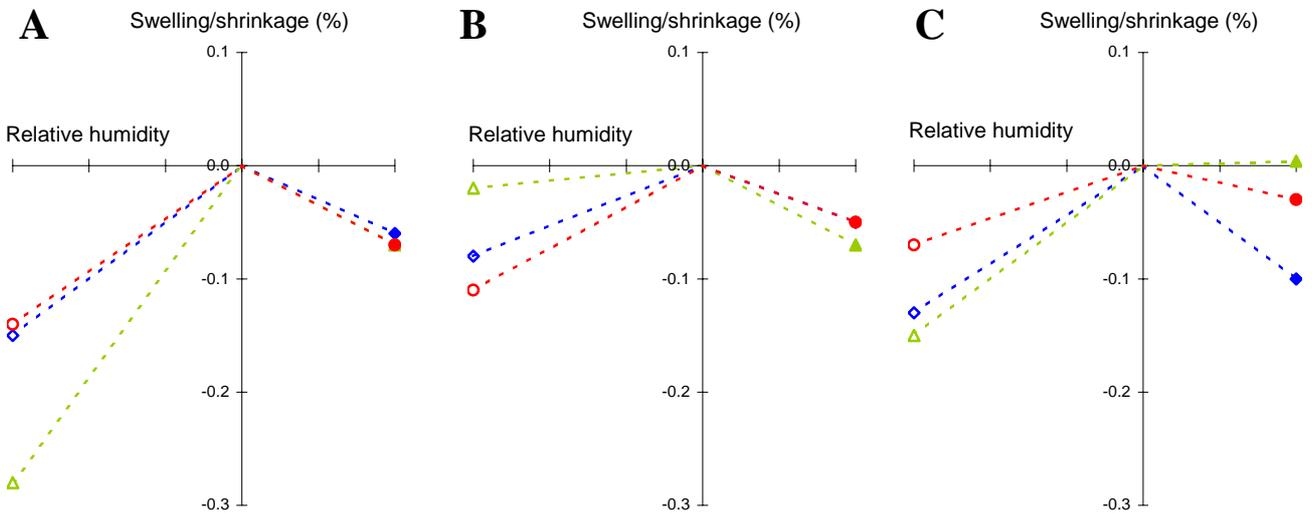 A
Swelling/shrinkage (%)
0.1
Relative humidity
0.0
-0.1
-0.2
-0.3
B
Swelling/shrinkage (%)
0.1
Relative humidity
0.0
-0.1
-0.2
-0.3
C
Swelling/shrinkage (%)
0.1
Relative humidity
0.0
-0.1
-0.2
-0.3